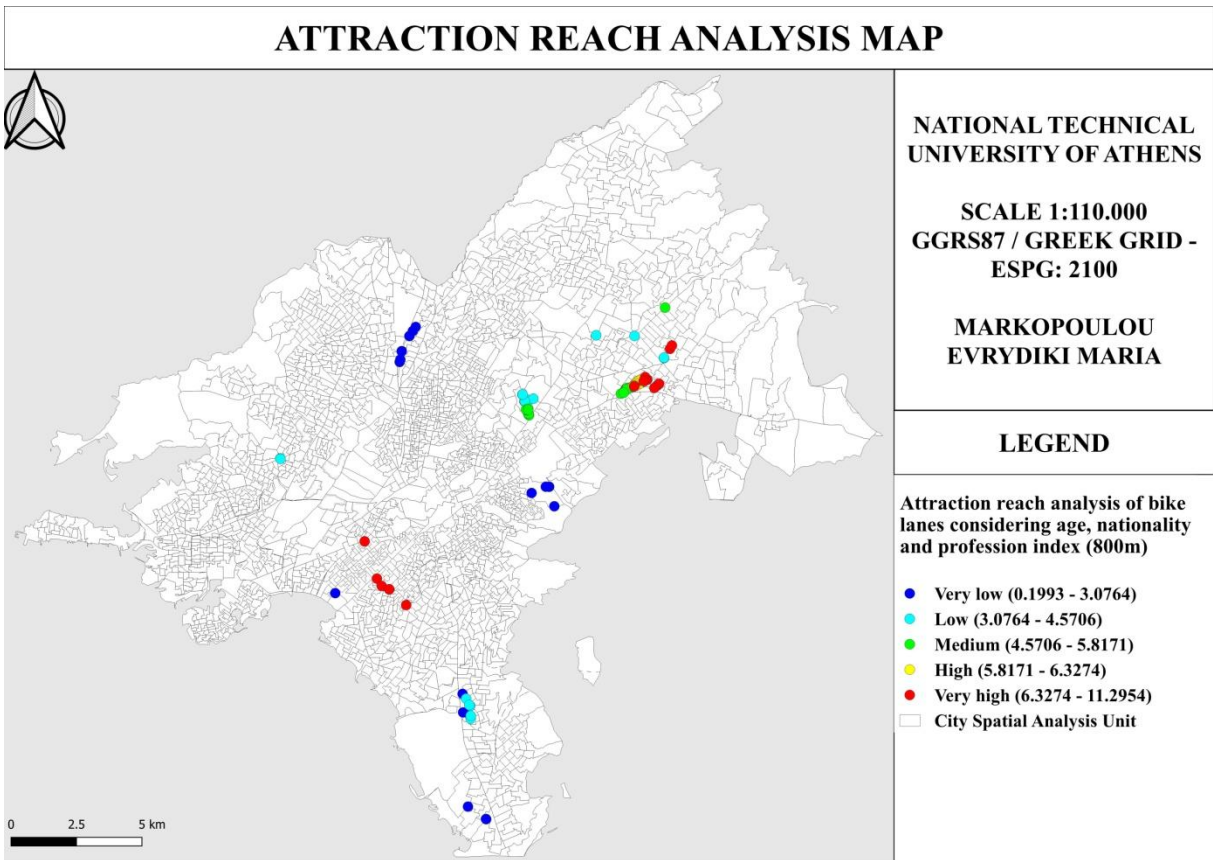 ATTRACTION REACH ANALYSIS MAP
NATIONAL TECHNICAL
UNIVERSITY OF ATHENS
SCALE 1:110.000
GGRS87 / GREEK GRID -
ESPG: 2100
MARKOPOULOU
EVRYDIKI MARIA
LEGEND
Attraction reach analysis of bike
lanes considering age, nationality
and profession index (800m)
Very low (0.1993 - 3.0764)
Low (3.0764 - 4.5706)
Medium (4.5706 - 5.8171)
High (5.8171 - 6.3274)
Very high (6.3274 - 11.2954)
City Spatial Analysis Unit
0 2.5 5 km